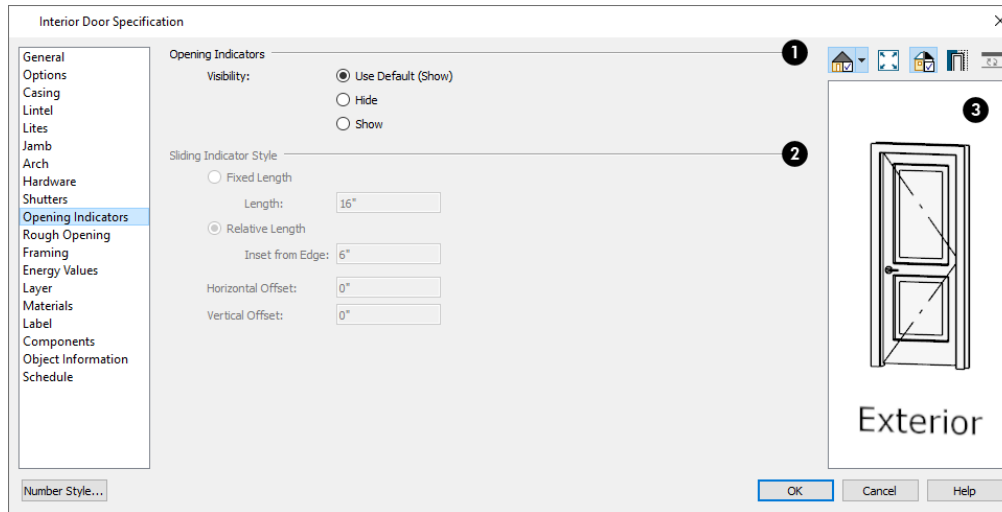 Interior Door Specification
General
Options
Casing
Lintel
Lites
Jamb
Arch
Hardware
Shutters
Opening Indicators
Rough Opening
Framing
Energy Values
Layer
Materials
Label
Components
Object Information
Schedule
Number Style...
Opening Indicators
1
Visibility:
Use Default (Show)
Hide
Show
Sliding Indicator Style
2
Fixed Length
Length: 16"
Relative Length
Inset from Edge: 6"
Horizontal Offset: 0"
Vertical Offset: 0"
3
Exterior
OK Cancel Help